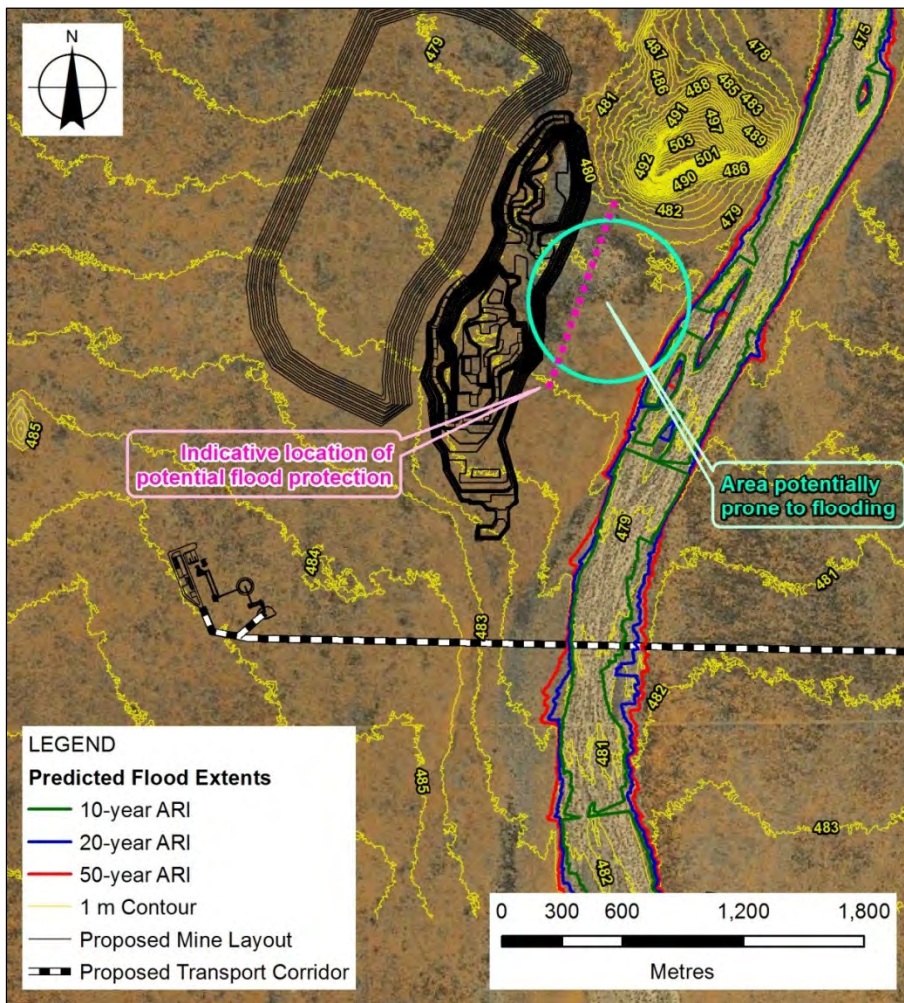 N
479
487
486
478
475
481
488
485
491
497
483
489
480
503
492
501
490
486
482
479
485
Indicative location of
potential flood protection
Area potentially
prone to flooding
479
484
481
483
482
485
481
483
482
LEGEND
Predicted Flood Extents
10-year ARI
20-year ARI
50-year ARI
1 m Contour
Proposed Mine Layout
Proposed Transport Corridor
0 300 600 1,200 1,800
Metres